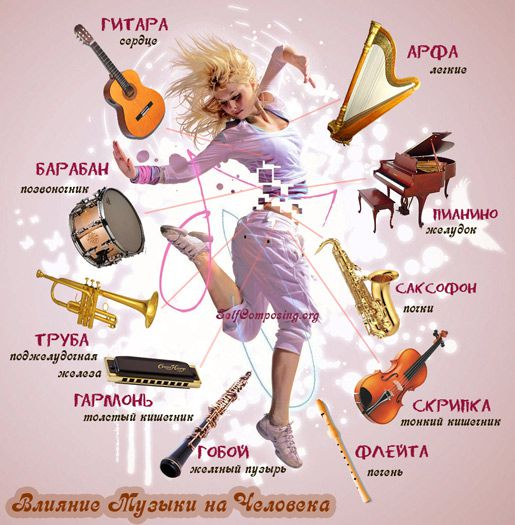 ГИТАРА
сердце
АРФА
легкие
БАРАБАН
позвоночник
ПИАНИНО
желудок
САКСОФОН
почки
SelfComposing.org
ТРУБА
поджелудочная
железа
ГАРМОНЬ
толстый кишечник
СКРИПКА
тонкий кишечник
ГОБОЙ
желчный пузырь
ФЛЕЙТА
печень
Влияние Музыки на Человека